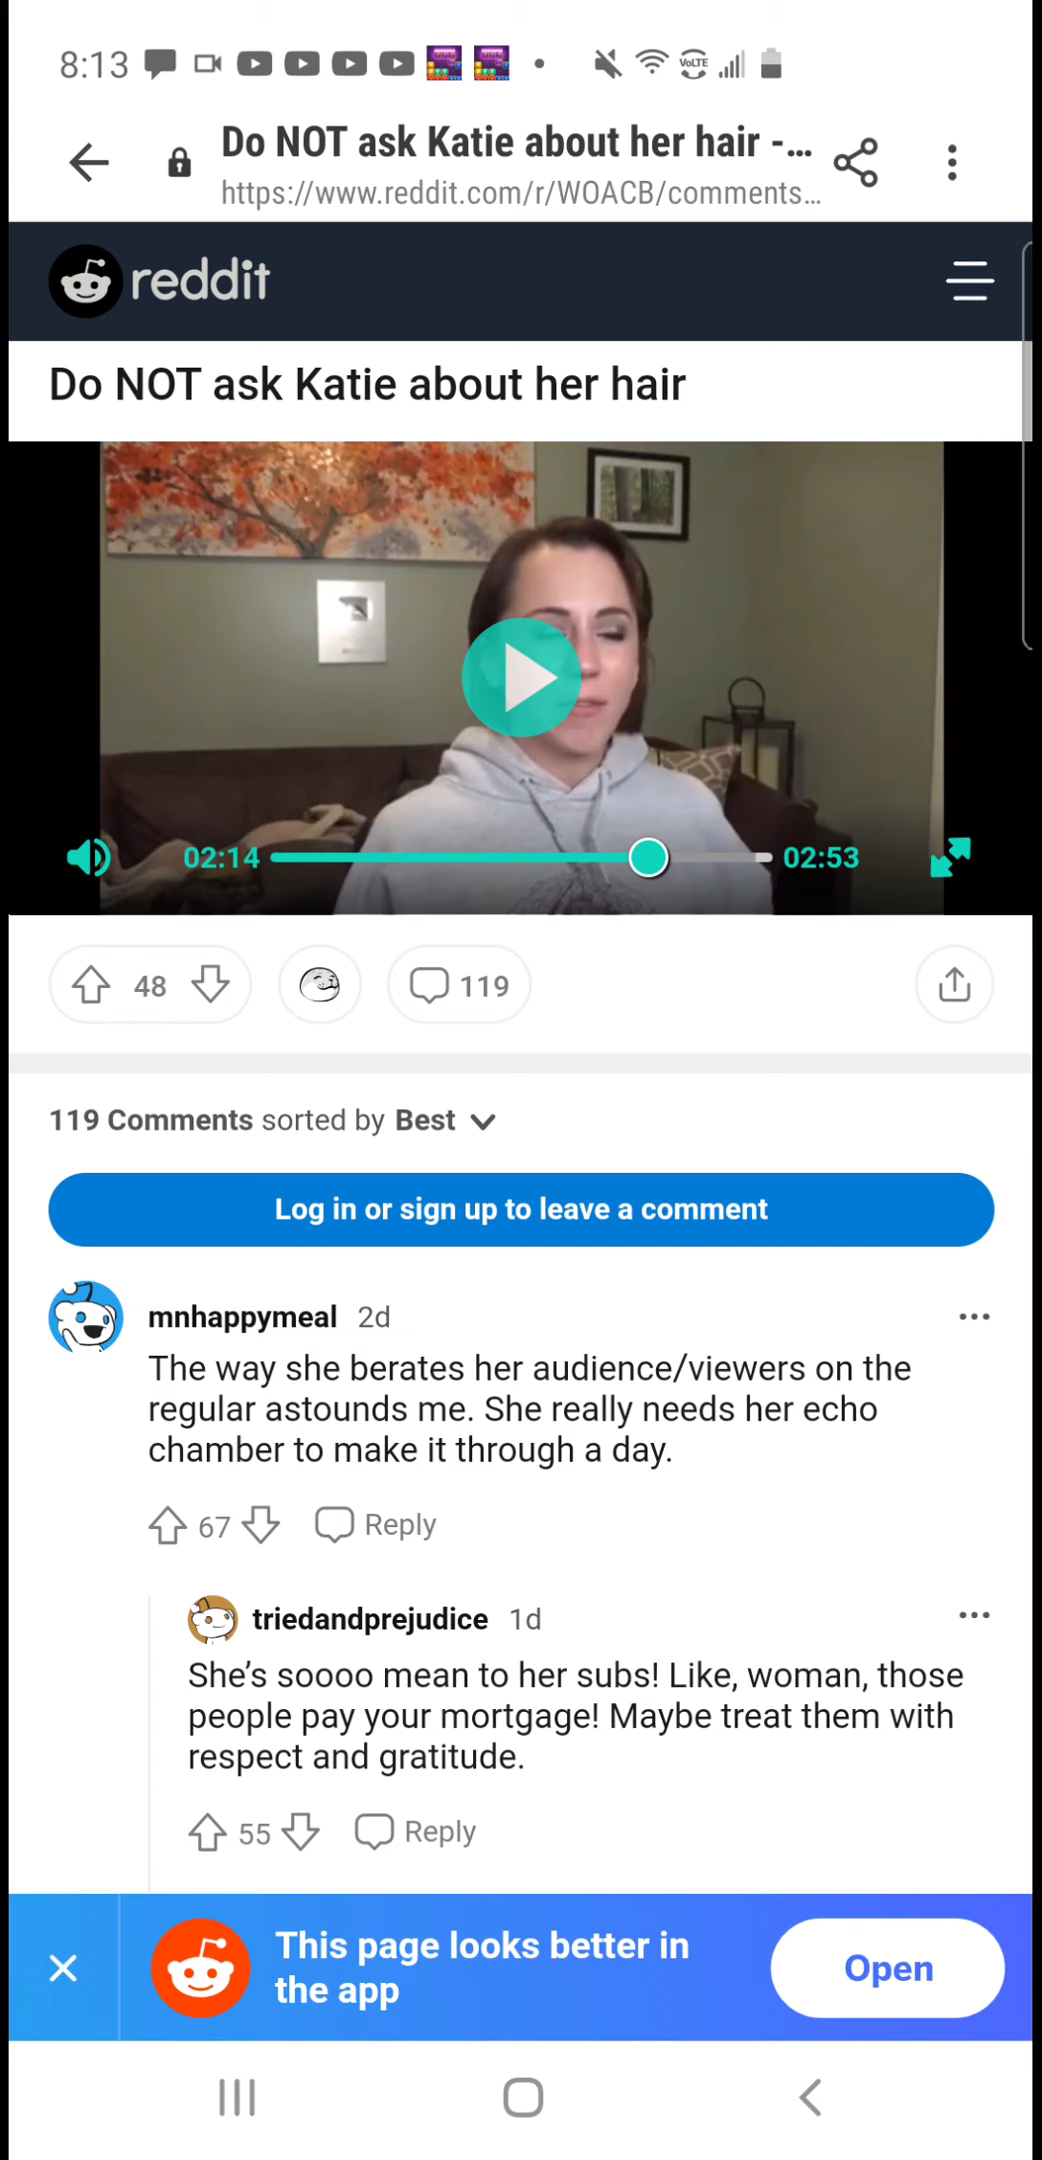 8:13
VoLTE
Do NOT ask Katie about her hair -...
https://www.reddit.com/r/WOACB/comments...
reddit
Do NOT ask Katie about her hair
02:14
02:53
48
119
119 Comments sorted by Best
Log in or sign up to leave a comment
mnhappymeal 2d
The way she berates her audience/viewers on the
regular astounds me. She really needs her echo
chamber to make it through a day.
67
Reply
triedandprejudice 1d
She's soooo mean to her subs! Like, woman, those
people pay your mortgage! Maybe treat them with
respect and gratitude.
55
Reply
This page looks better in
the app
Open